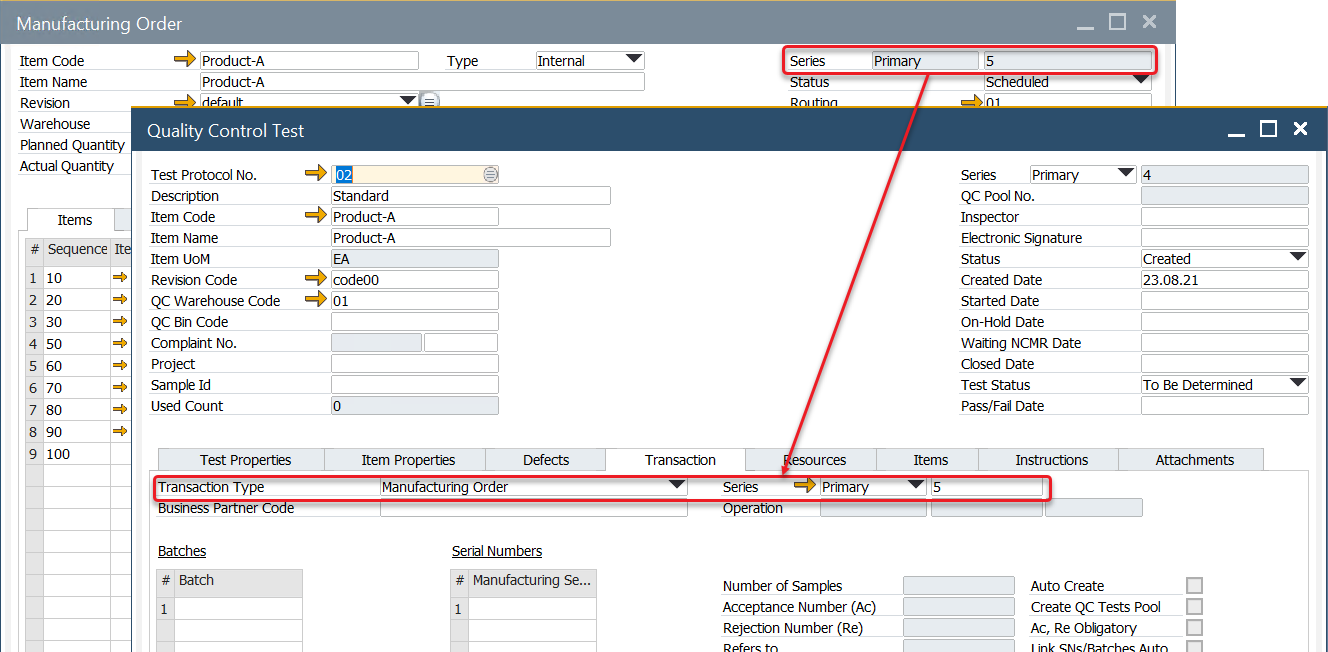 Manufacturing Order
Item Code Product-A Type Internal Series Primary 5
Item Name Product-A Status Scheduled
Revision default Routing 01
Warehouse
Planned Quantity
Actual Quantity
Items
# Sequence Ite
1 10
2 20
3 30
4 50
5 60
6 70
7 80
8 90
9 100
Quality Control Test
Test Protocol No. 02 Series Primary 4
Description Standard QC Pool No.
Item Code Product-A Inspector
Item Name Product-A Electronic Signature
Item UoM EA Status Created
Revision Code code00 Created Date 23.08.21
QC Warehouse Code 01 Started Date
QC Bin Code On-Hold Date
Complaint No. Waiting NCMR Date
Project Closed Date
Sample Id Test Status To Be Determined
Used Count 0 Pass/Fail Date
Test Properties Item Properties Defects Transaction Resources Items Instructions Attachments
Transaction Type Manufacturing Order Series Primary 5
Business Partner Code Operation
Batches Serial Numbers
# Batch # Manufacturing Se...
1 1
Number of Samples Auto Create
Acceptance Number (Ac) Create QC Tests Pool
Rejection Number (Re) Ac, Re Obligatory
Refers to Link SNs/Batches Auto